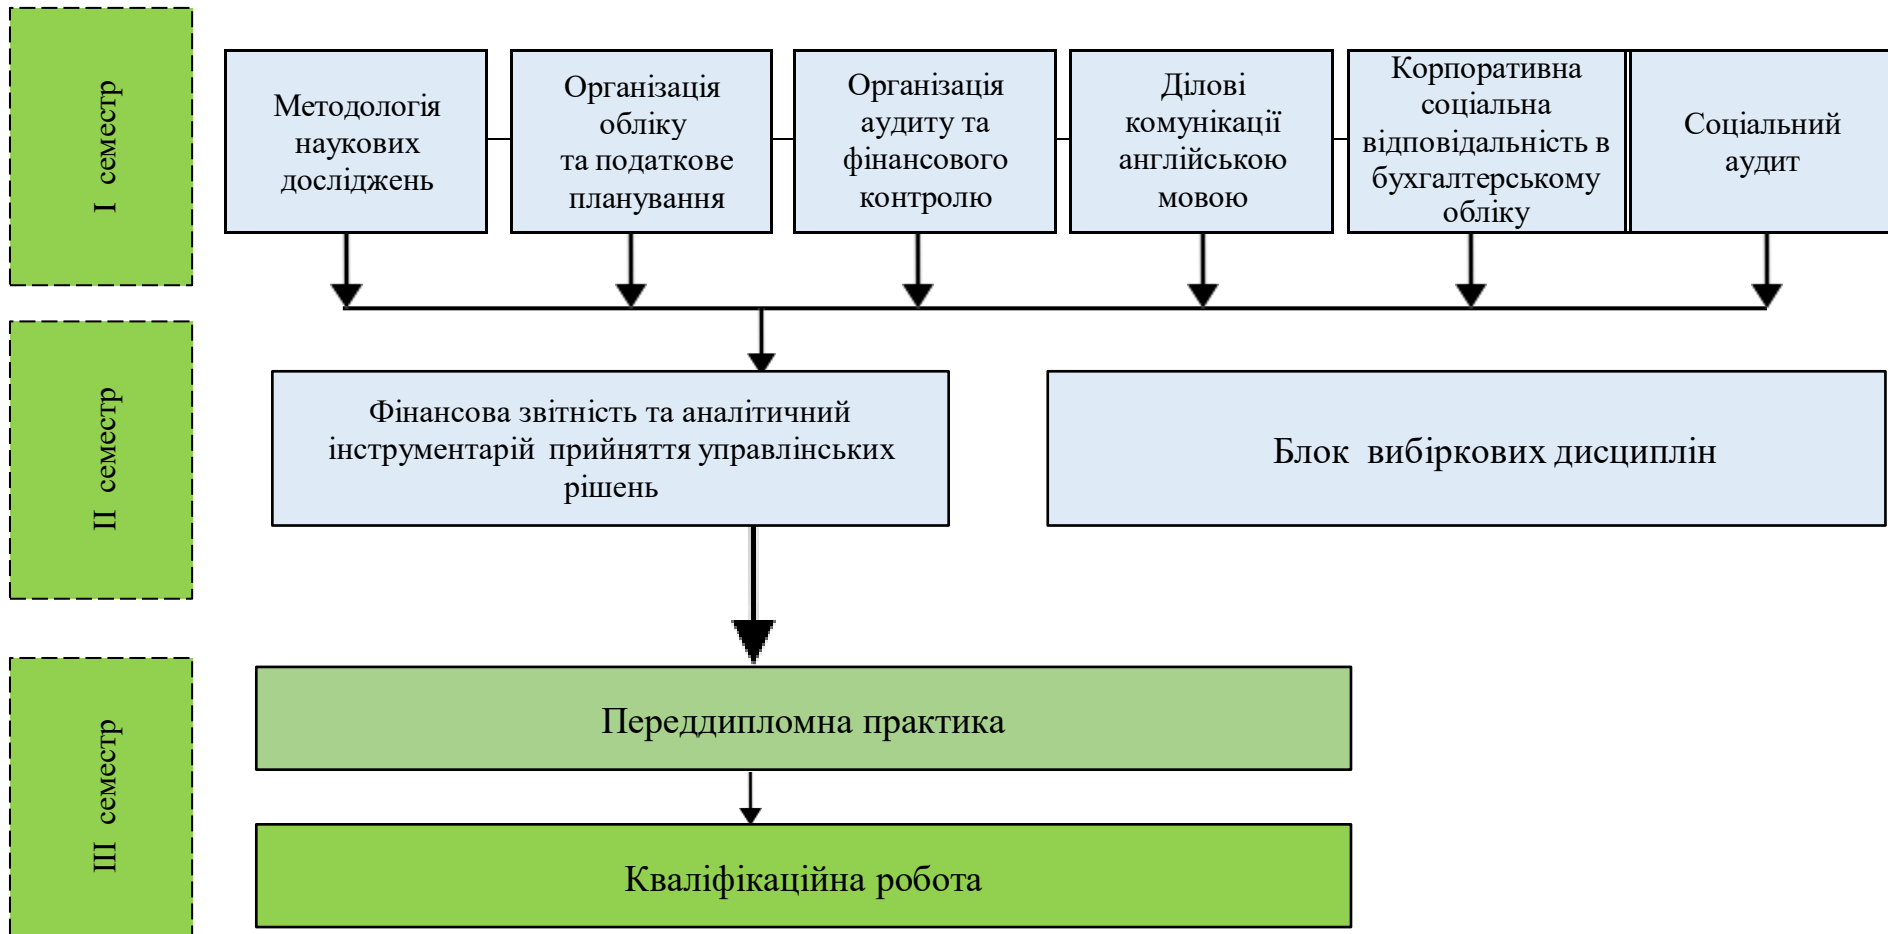 І семестр
Методологія
наукових
досліджень
Організація
обліку
та податкове
планування
Організація
аудиту та
фінансового
контролю
Ділові
комунікації
англійською
мовою
Корпоративна
соціальна
відповідальність в
бухгалтерському
обліку
Соціальний
аудит
ІІ семестр
Фінансова звітність та аналітичний
інструментарій прийняття управлінських
рішень
Блок вибіркових дисциплін
ІІІ семестр
Переддипломна практика
Кваліфікаційна робота